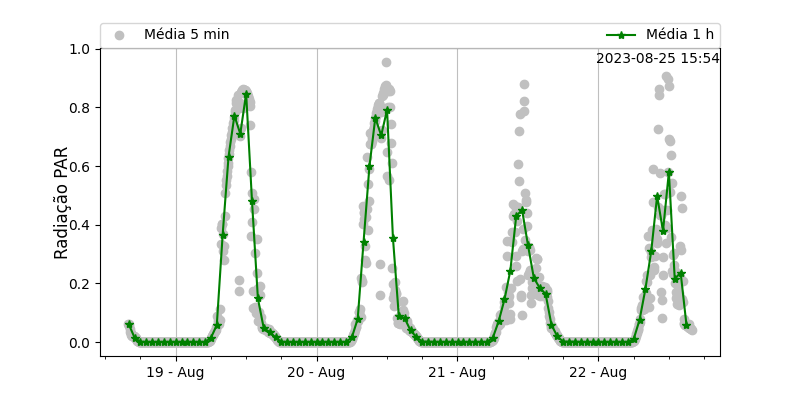 Média 5 min
Média 1 h
2023-08-25 15:54
1.0
0.8
0.6
0.4
0.2
0.0
Radiação PAR
19 - Aug
20 - Aug
21 - Aug
22 - Aug